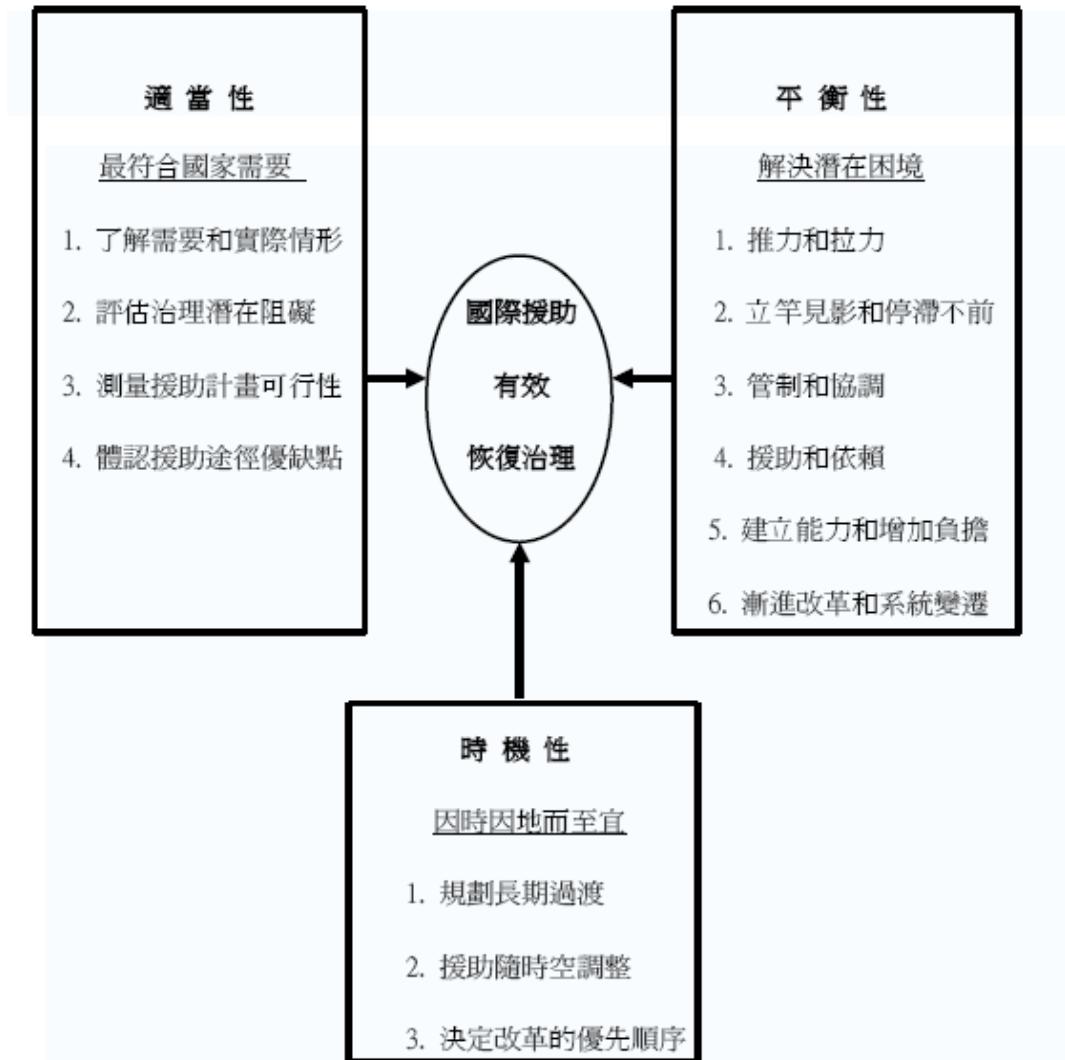 適當性
最符合國家需要
1. 了解需要和實際情形
2. 評估治理潛在阻礙
3. 測量援助計畫可行性
4. 體認援助途徑優缺點
國際援助
有效
恢復治理
平衡性
解決潛在困境
1. 推力和拉力
2. 立竿見影和停滯不前
3. 管制和協調
4. 援助和依賴
5. 建立能力和增加負擔
6. 漸進改革和系統變遷
時機性
因時因地而至宜
1. 規劃長期過渡
2. 援助隨時空調整
3. 決定改革的優先順序